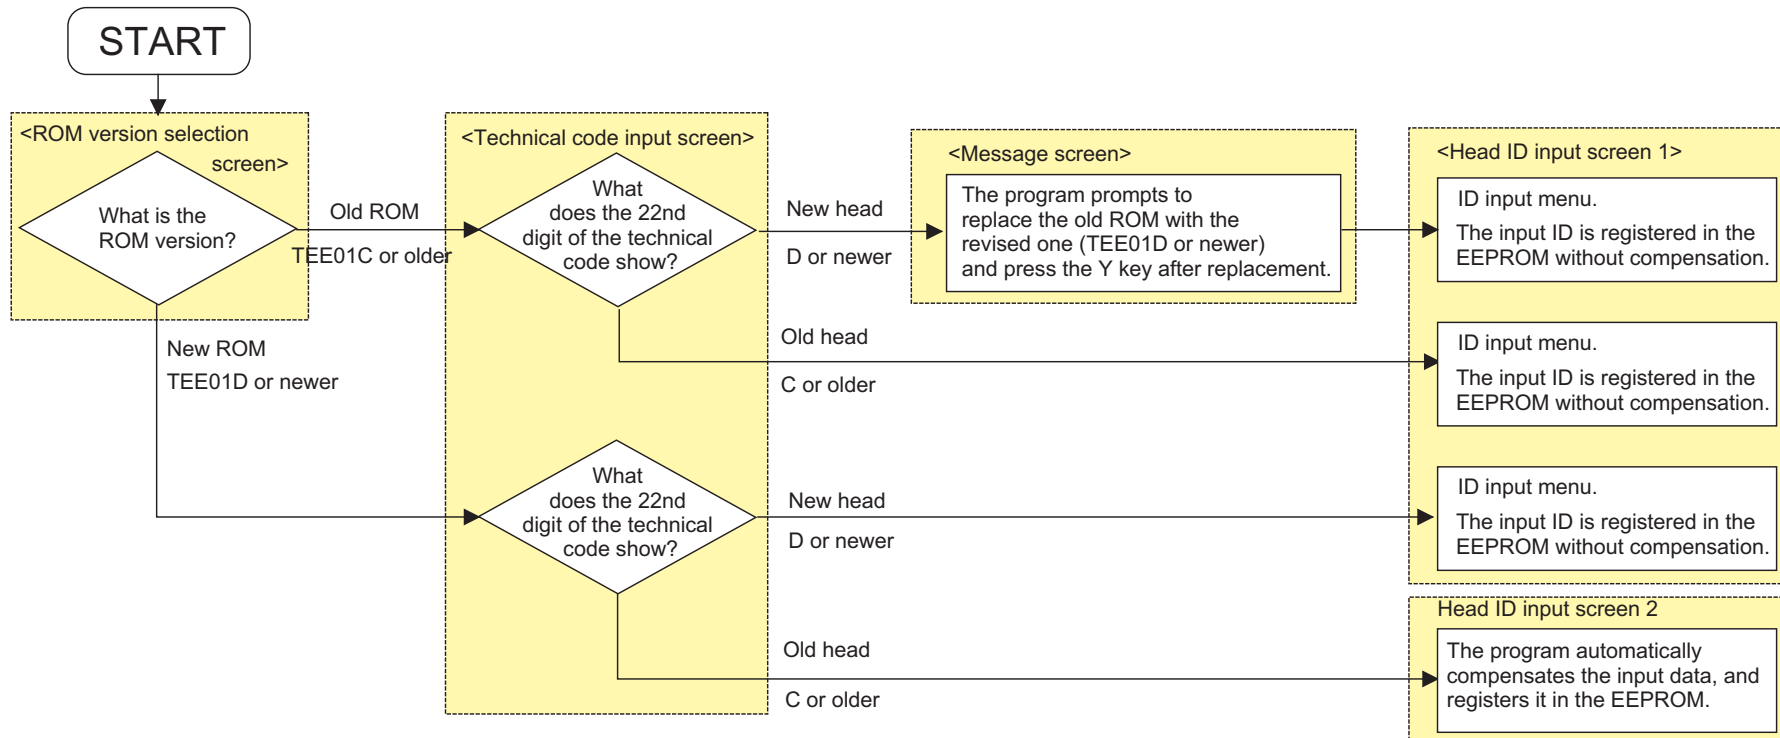 START
<ROM version selection
screen>
What is the
ROM version?
Old ROM
TEE01C or older
New ROM
TEE01D or newer
<Technical code input screen>
What
does the 22nd
digit of the technical
code show?
New head
D or newer
Old head
C or older
<Message screen>
The program prompts to
replace the old ROM with the
revised one (TEE01D or newer)
and press the Y key after replacement.
<Head ID input screen 1>
ID input menu.
The input ID is registered in the
EEPROM without compensation.
ID input menu.
The input ID is registered in the
EEPROM without compensation.
What
does the 22nd
digit of the technical
code show?
New head
D or newer
ID input menu.
The input ID is registered in the
EEPROM without compensation.
Old head
C or older
Head ID input screen 2
The program automatically
compensates the input data, and
registers it in the EEPROM.